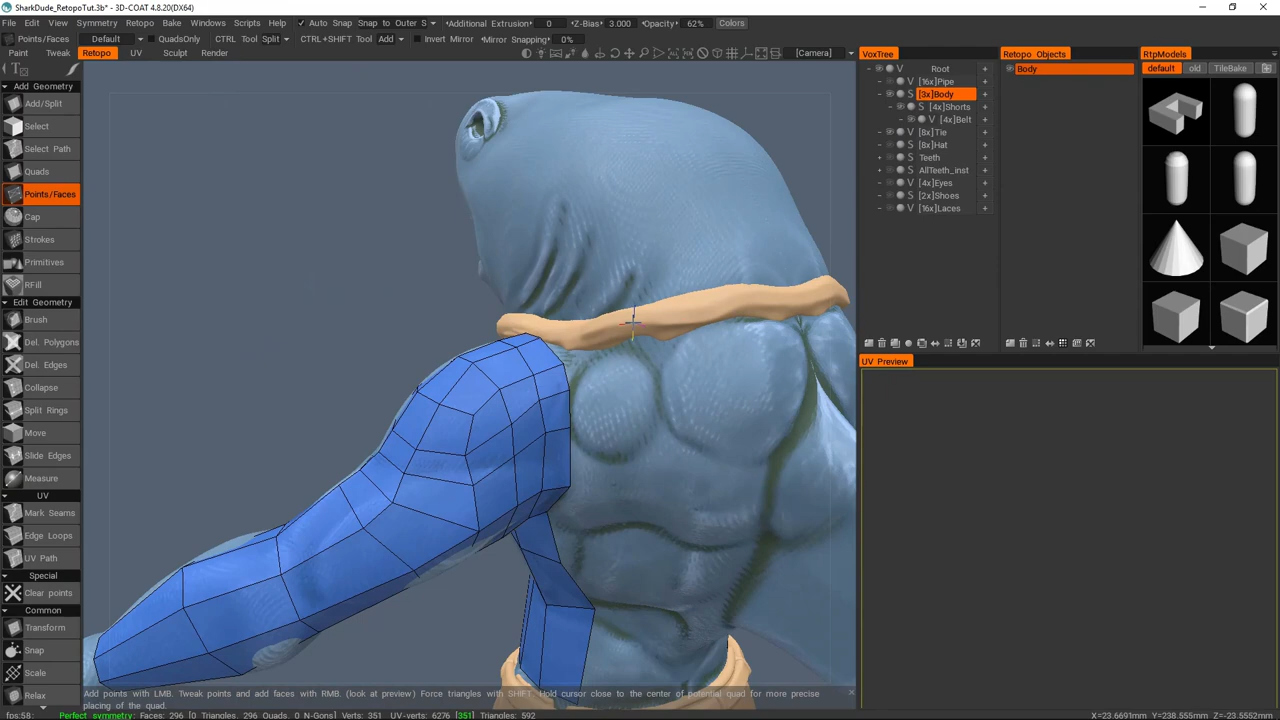 SharkDude_RetopoTut.3b* - 3D-COAT 4.8.20(DX64)
File Edit View Symmetry Retopo Bake Windows Scripts Help Auto Snap Snap to Outer S Additional Extrusion 0 Z-Bias 3.000 Opacity 62% Colors
Points/Faces Default QuadsOnly CTRL Tool Split CTRL+SHIFT Tool Add Invert Mirror Mirror Snapping 0%
Paint Tweak Retopo UV Sculpt Render [Camera]
Add Geometry
Add/Split
Select
Select Path
Quads
Points/Faces
Cap
Strokes
Primitives
RFill
Edit Geometry
Brush
Del. Polygons
Del. Edges
Collapse
Split Rings
Move
Slide Edges
Measure
UV
Mark Seams
Edge Loops
UV Path
Special
Clear points
Common
Transform
Snap
Scale
Relax
VoxTree
V Root +
V [16x]Pipe +
S [3x]Body +
S [4x]Shorts +
V [4x]Belt +
V [8x]Tie +
S [8x]Hat +
S Teeth +
S AllTeeth_inst +
V [4x]Eyes +
S [2x]Shoes +
V [16x]Laces +
Retopo Objects
Body
RtpModels
default old TileBake
UV Preview
Add points with LMB. Tweak points and add faces with RMB. (look at preview) Force triangles with SHIFT. Hold cursor close to the center of potential quad for more precise
placing of the quad.
fps:58; Perfect symmetry; Faces: 296 [0 Triangles, 296 Quads, 0 N-Gons] Verts: 351 UV-verts: 6276 [351] Triangles: 592 X=23.6691 Y=238.555 Z=-23.5552